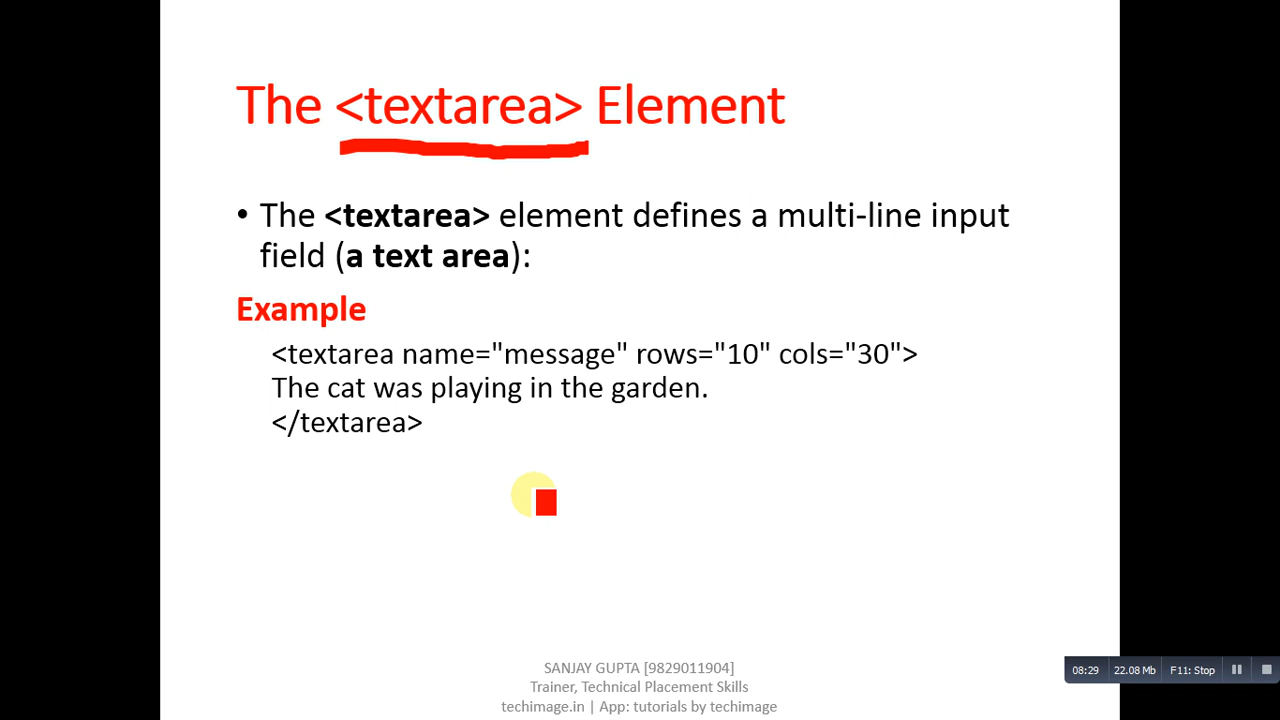 The <textarea> Element
• The <textarea> element defines a multi-line input
field (a text area):
Example
<textarea name="message" rows="10" cols="30">
The cat was playing in the garden.
</textarea>
SANJAY GUPTA [9829011904]
Trainer, Technical Placement Skills
techimage.in | App: tutorials by techimage
08:29 22.08 Mb F11: Stop